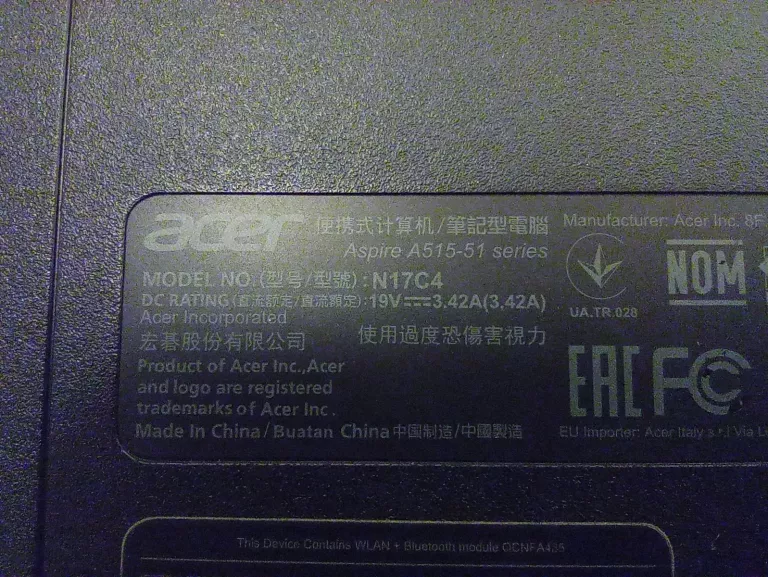 acer 便携式计算机/筆記型電腦
Aspire A515-51 series
MODEL NO.(型号/型號):N17C4
DC RATING(直流额定/直流額定):19V⎓3.42A(3.42A)
Acer Incorporated
宏碁股份有限公司
使用過度恐傷害視力
Product of Acer Inc.,Acer
and logo are registered
trademarks of Acer Inc.
Made In China/Buatan China 中国制造/中國製造
Manufacturer: Acer Inc. 8F
UA.TR.028
NOM
EAC FC
EU Importer: Acer Italy s.r.l Via
This Device Contains WLAN + Bluetooth module